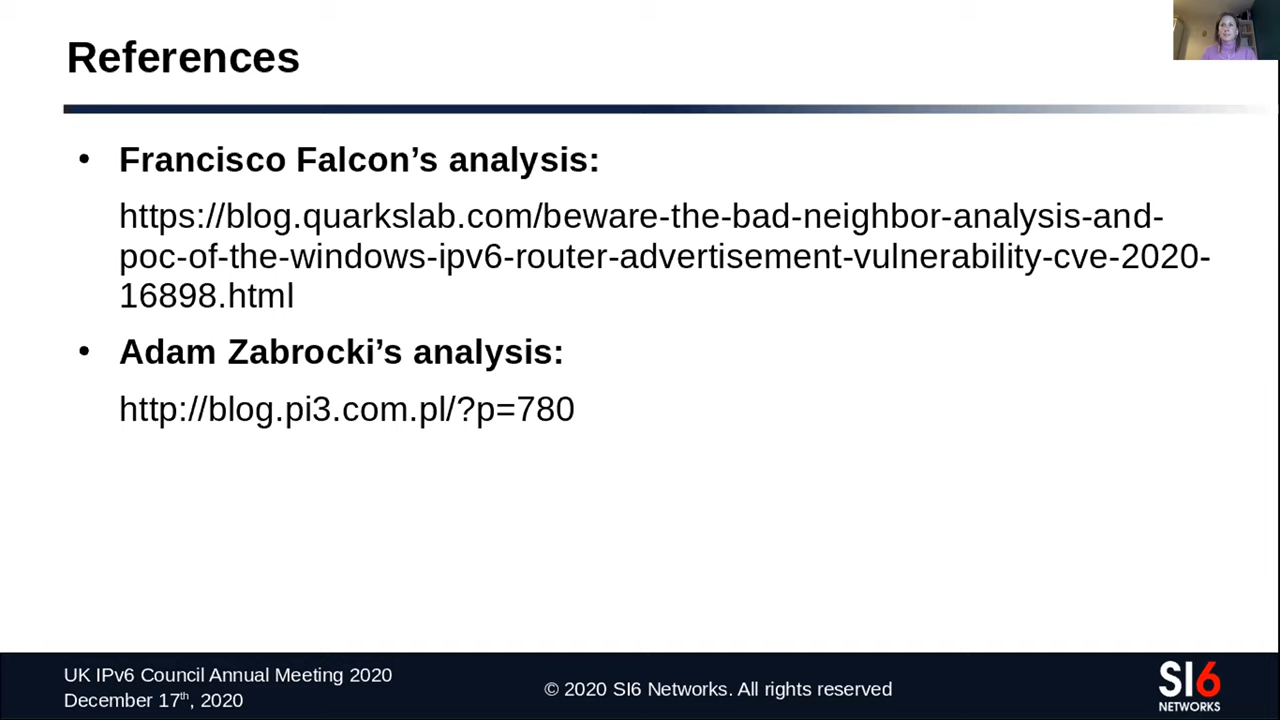 References
• Francisco Falcon’s analysis:
https://blog.quarkslab.com/beware-the-bad-neighbor-analysis-and-
poc-of-the-windows-ipv6-router-advertisement-vulnerability-cve-2020-
16898.html
• Adam Zabrocki’s analysis:
http://blog.pi3.com.pl/?p=780
UK IPv6 Council Annual Meeting 2020
December 17th, 2020
© 2020 SI6 Networks. All rights reserved
SI6
NETWORKS